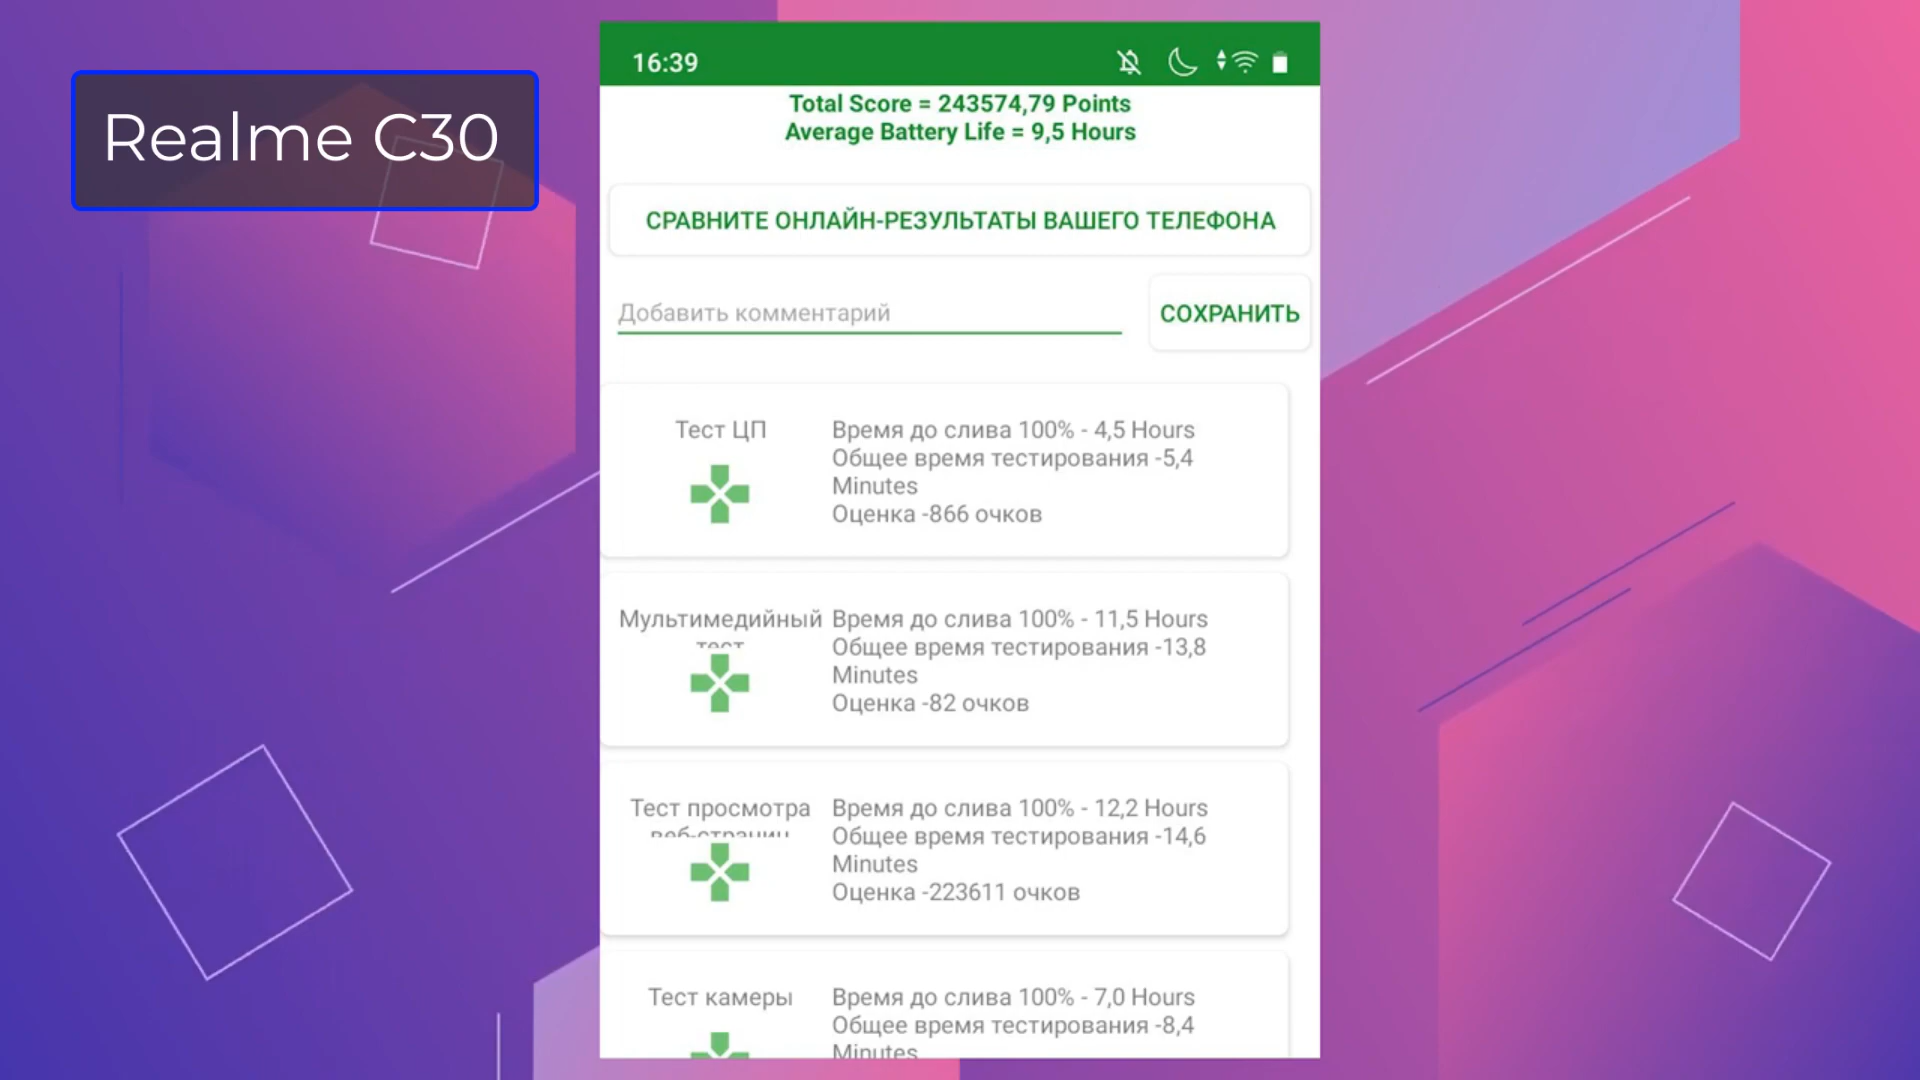 Realme C30
16:39
Total Score = 243574,79 Points
Average Battery Life = 9,5 Hours
СРАВНИТЕ ОНЛАЙН-РЕЗУЛЬТАТЫ ВАШЕГО ТЕЛЕФОНА
Добавить комментарий
СОХРАНИТЬ
Тест ЦП
Время до слива 100% - 4,5 Hours
Общее время тестирования -5,4
Minutes
Оценка -866 очков
Мультимедийный
тест
Время до слива 100% - 11,5 Hours
Общее время тестирования -13,8
Minutes
Оценка -82 очков
Тест просмотра
веб-страниц
Время до слива 100% - 12,2 Hours
Общее время тестирования -14,6
Minutes
Оценка -223611 очков
Тест камеры
Время до слива 100% - 7,0 Hours
Общее время тестирования -8,4
Minutes